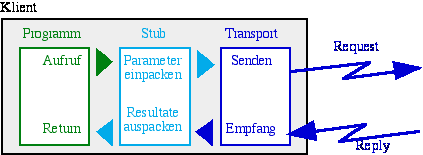 Klient
Programm Stub Transport
Request
Aufruf Parameter Senden
einpacken
Resultate
Return auspacken Empfang
Reply